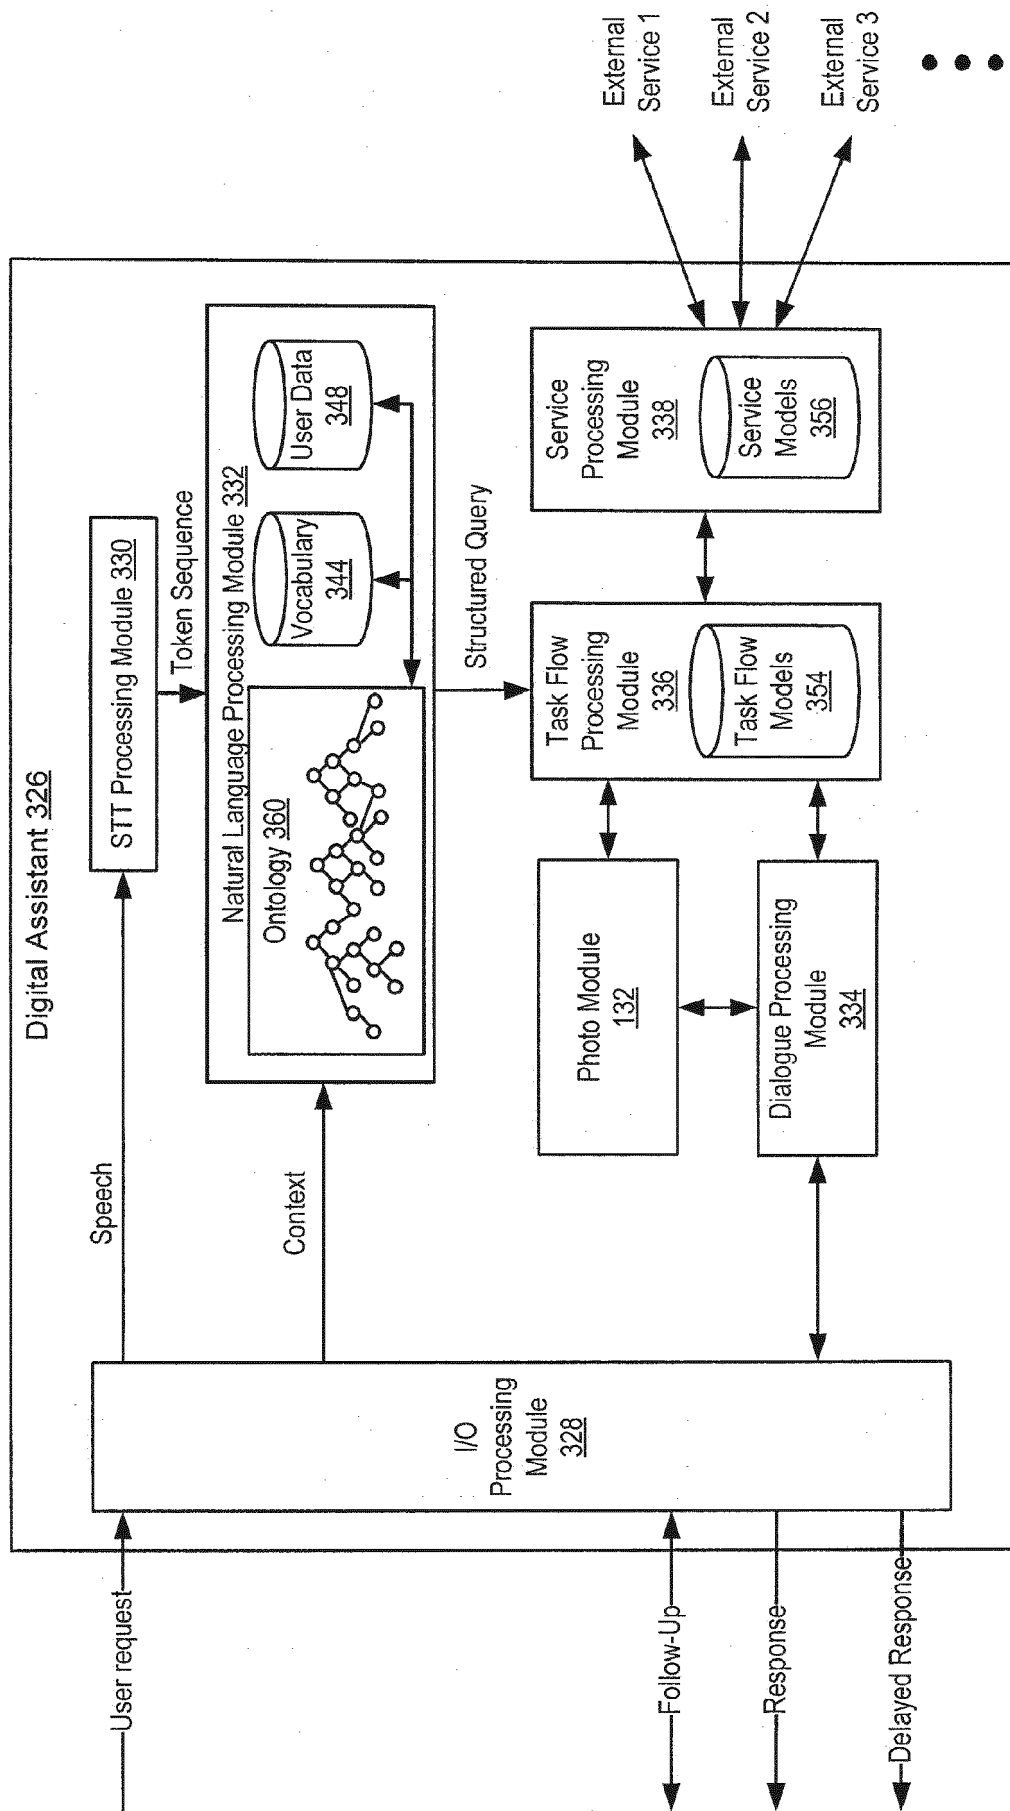 Digital Assistant 326
User request
Speech
STT Processing Module 330
Token Sequence
Context
Natural Language Processing Module 332
Ontology 360
Vocabulary
344
User Data
348
Structured Query
I/O
Processing
Module
328
Photo Module
132
Dialogue Processing
Module
334
Task Flow
Processing
Module
336
Task Flow
Models
354
Service
Processing
Module
338
Service
Models
356
External
Service 1
External
Service 2
External
Service 3
Follow-Up
Response
Delayed Response